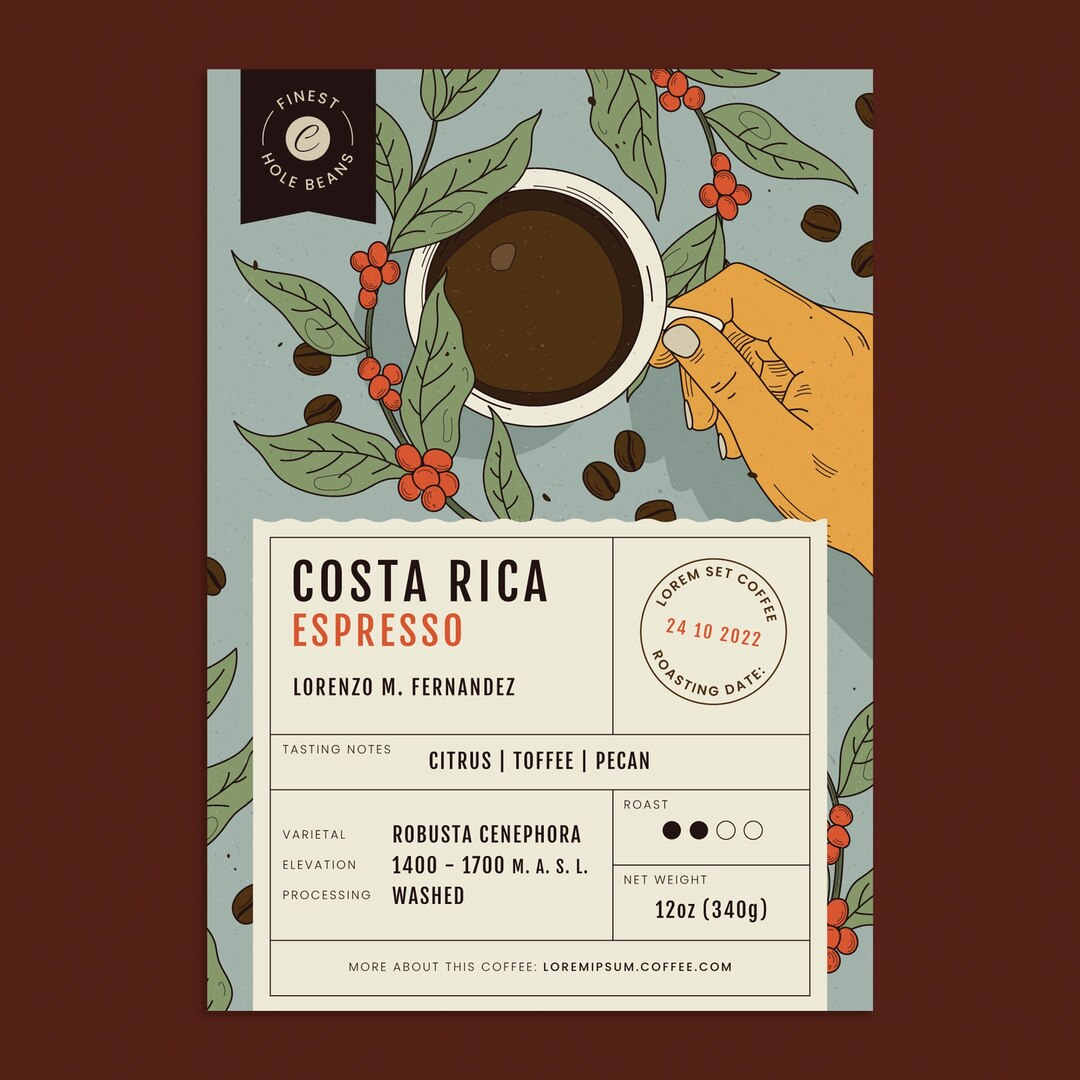 FINEST
C
HOLE BEANS
COSTA RICA
ESPRESSO
LORENZO M. FERNANDEZ
LOREM SET COFFEE
24 10 2022
ROASTING DATE:
TASTING NOTES
CITRUS | TOFFEE | PECAN
VARIETAL ROBUSTA CENEPHORA
ELEVATION 1400 - 1700 M. A. S. L.
PROCESSING WASHED
ROAST
NET WEIGHT
12oz (340g)
MORE ABOUT THIS COFFEE: LOREMIPSUM.COFFEE.COM